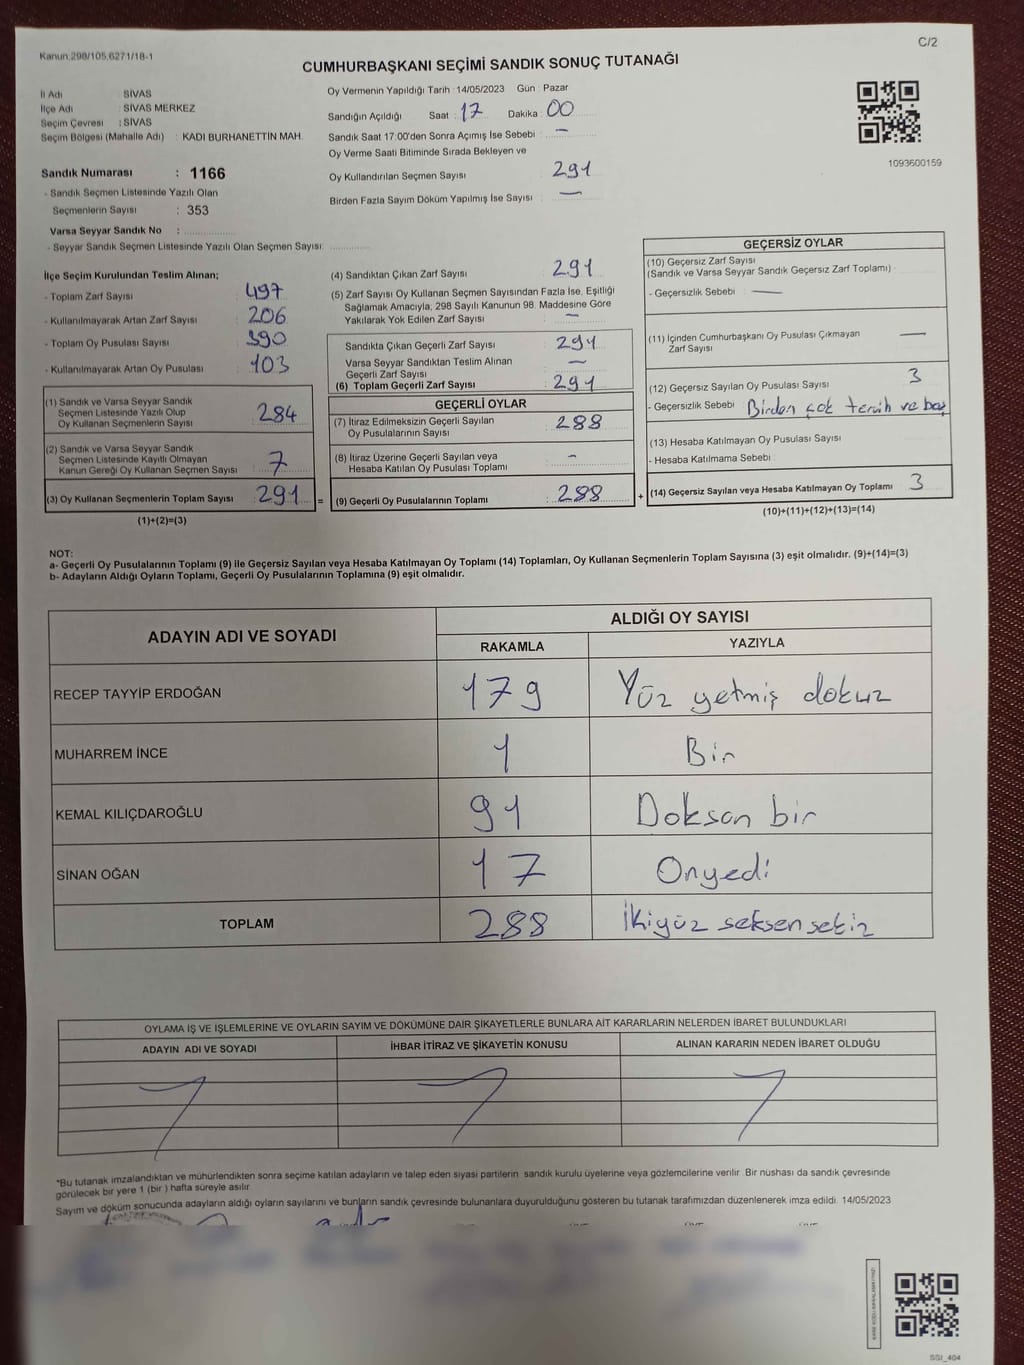 Kanun:298/105,6271/18-1
C/2
CUMHURBAŞKANI SEÇİMİ SANDIK SONUÇ TUTANAĞI
İl Adı : SİVAS
İlçe Adı : SİVAS MERKEZ
Seçim Çevresi : SİVAS
Seçim Bölgesi (Mahalle Adı) : KADI BURHANETTİN MAH.
Sandık Numarası : 1166
- Sandık Seçmen Listesinde Yazılı Olan
Seçmenlerin Sayısı : 353
Varsa Seyyar Sandık No :
- Seyyar Sandık Seçmen Listesinde Yazılı Olan Seçmen Sayısı:
Oy Vermenin Yapıldığı Tarih : 14/05/2023 Gün : Pazar
Sandığın Açıldığı Saat : 17 Dakika : 00
Sandık Saat 17:00'den Sonra Açımış İse Sebebi : —
Oy Verme Saati Bitiminde Sırada Bekleyen ve
Oy Kullandırılan Seçmen Sayısı : 291
Birden Fazla Sayım Döküm Yapılmış İse Sayısı : —
1093600159
İlçe Seçim Kurulundan Teslim Alınan;
- Toplam Zarf Sayısı : 497
- Kullanılmayarak Artan Zarf Sayısı : 206
- Toplam Oy Pusulası Sayısı : 390
- Kullanılmayarak Artan Oy Pusulası : 103
(1) Sandık ve Varsa Seyyar Sandık
Seçmen Listesinde Yazılı Olup
Oy Kullanan Seçmenlerin Sayısı : 284
(2) Sandık ve Varsa Seyyar Sandık
Seçmen Listesinde Kayıtlı Olmayan
Kanun Gereği Oy Kullanan Seçmen Sayısı : 7
(3) Oy Kullanan Seçmenlerin Toplam Sayısı : 291 =
(1)+(2)=(3)
(4) Sandıktan Çıkan Zarf Sayısı : 291
(5) Zarf Sayısı Oy Kullanan Seçmen Sayısından Fazla İse, Eşitliği
Sağlamak Amacıyla; 298 Sayılı Kanunun 98. Maddesine Göre
Yakılarak Yok Edilen Zarf Sayısı : —
Sandıkta Çıkan Geçerli Zarf Sayısı : 291
Varsa Seyyar Sandıktan Teslim Alınan
Geçerli Zarf Sayısı : —
(6) Toplam Geçerli Zarf Sayısı : 291
GEÇERLİ OYLAR
(7) İtiraz Edilmeksizin Geçerli Sayılan
Oy Pusulalarının Sayısı : 288
(8) İtiraz Üzerine Geçerli Sayılan veya
Hesaba Katılan Oy Pusulası Toplamı : -
(9) Geçerli Oy Pusulalarının Toplamı : 288 +
GEÇERSİZ OYLAR
(10) Geçersiz Zarf Sayısı
(Sandık ve Varsa Seyyar Sandık Geçersiz Zarf Toplamı) :
- Geçersizlik Sebebi : —
(11) İçinden Cumhurbaşkanı Oy Pusulası Çıkmayan —
Zarf Sayısı
(12) Geçersiz Sayılan Oy Pusulası Sayısı : 3
- Geçersizlik Sebebi : Birden çok tercih ve boş
(13) Hesaba Katılmayan Oy Pusulası Sayısı :
- Hesaba Katılmama Sebebi :
(14) Geçersiz Sayılan veya Hesaba Katılmayan Oy Toplamı : 3
(10)+(11)+(12)+(13)=(14)
NOT:
a- Geçerli Oy Pusulalarının Toplamı (9) ile Geçersiz Sayılan veya Hesaba Katılmayan Oy Toplamı (14) Toplamları, Oy Kullanan Seçmenlerin Toplam Sayısına (3) eşit olmalıdır. (9)+(14)=(3)
b- Adayların Aldığı Oyların Toplamı, Geçerli Oy Pusulalarının Toplamına (9) eşit olmalıdır.
ADAYIN ADI VE SOYADI
ALDIĞI OY SAYISI
RAKAMLA YAZIYLA
RECEP TAYYİP ERDOĞAN 179 Yüz yetmiş dokuz
MUHARREM İNCE 1 Bir
KEMAL KILIÇDAROĞLU 91 Doksan bir
SİNAN OĞAN 17 Onyedi
TOPLAM 288 İkiyüz seksen sekiz
OYLAMA İŞ VE İŞLEMLERİNE VE OYLARIN SAYIM VE DÖKÜMÜNE DAİR ŞİKAYETLERLE BUNLARA AİT KARARLARIN NELERDEN İBARET BULUNDUKLARI
ADAYIN ADI VE SOYADI İHBAR İTİRAZ VE ŞİKAYETİN KONUSU ALINAN KARARIN NEDEN İBARET OLDUĞU
*Bu tutanak imzalandıktan ve mühürlendikten sonra seçime katılan adayların ve talep eden siyasi partilerin sandık kurulu üyelerine veya gözlemcilerine verilir. Bir nüshası da sandık çevresinde
görülecek bir yere 1 (bir) hafta süreyle asılır.
Sayım ve döküm sonucunda adayların aldığı oyların sayılarını ve bunların sandık çevresinde bulunanlara duyurulduğunu gösteren bu tutanak tarafımızdan düzenlenerek imza edildi. 14/05/2023
SGI_404